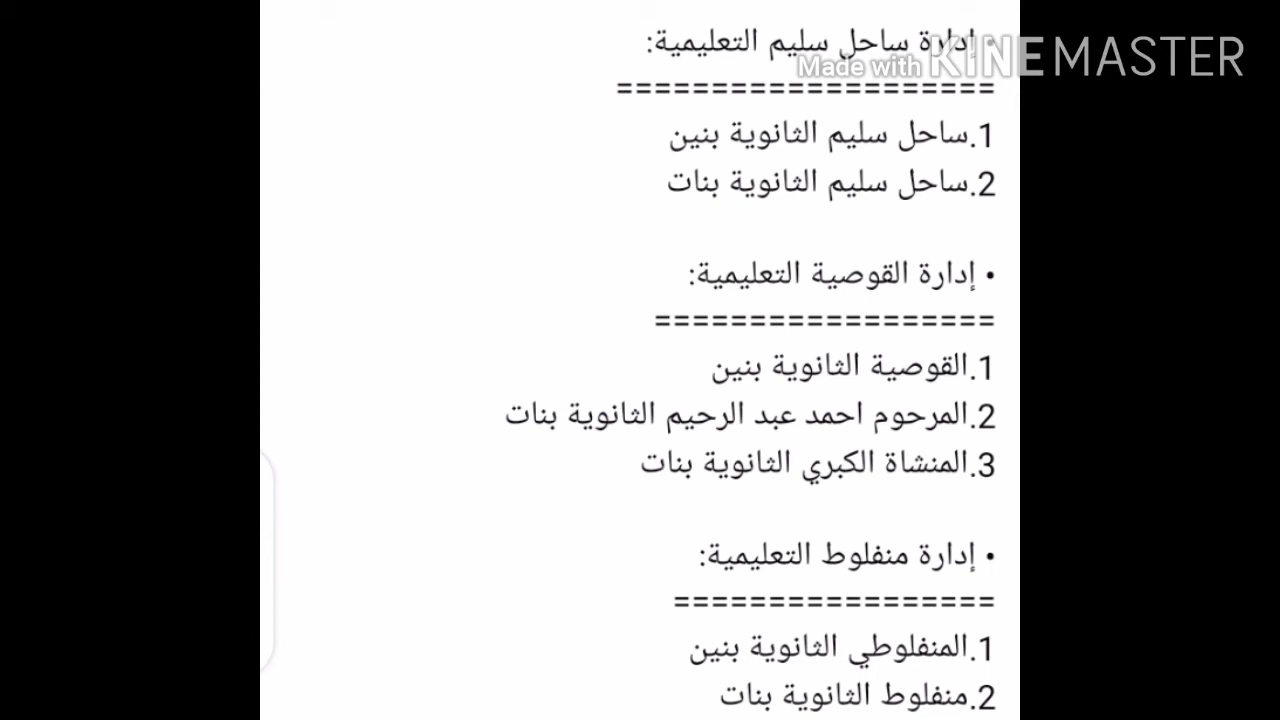 • إدارة ساحل سليم التعليمية:
Made with KINEMASTER
====================
1.ساحل سليم الثانوية بنين
2.ساحل سليم الثانوية بنات
• إدارة القوصية التعليمية:
==================
1.القوصية الثانوية بنين
2.المرحوم احمد عبد الرحيم الثانوية بنات
3.المنشاة الكبري الثانوية بنات
• إدارة منفلوط التعليمية:
=================
1.المنفلوطي الثانوية بنين
2.منفلوط الثانوية بنات